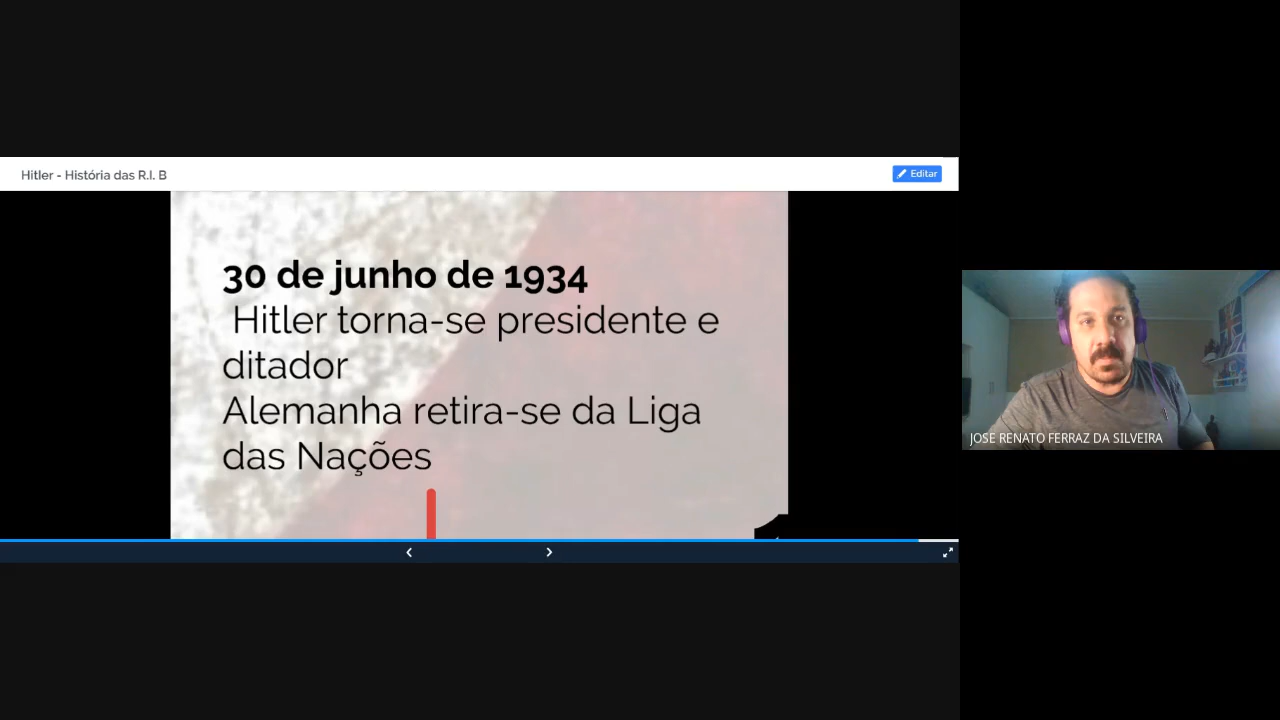 Hitler - História das R.I. B
Editar
30 de junho de 1934
Hitler torna-se presidente e
ditador
Alemanha retira-se da Liga
das Nações
JOSE RENATO FERRAZ DA SILVEIRA